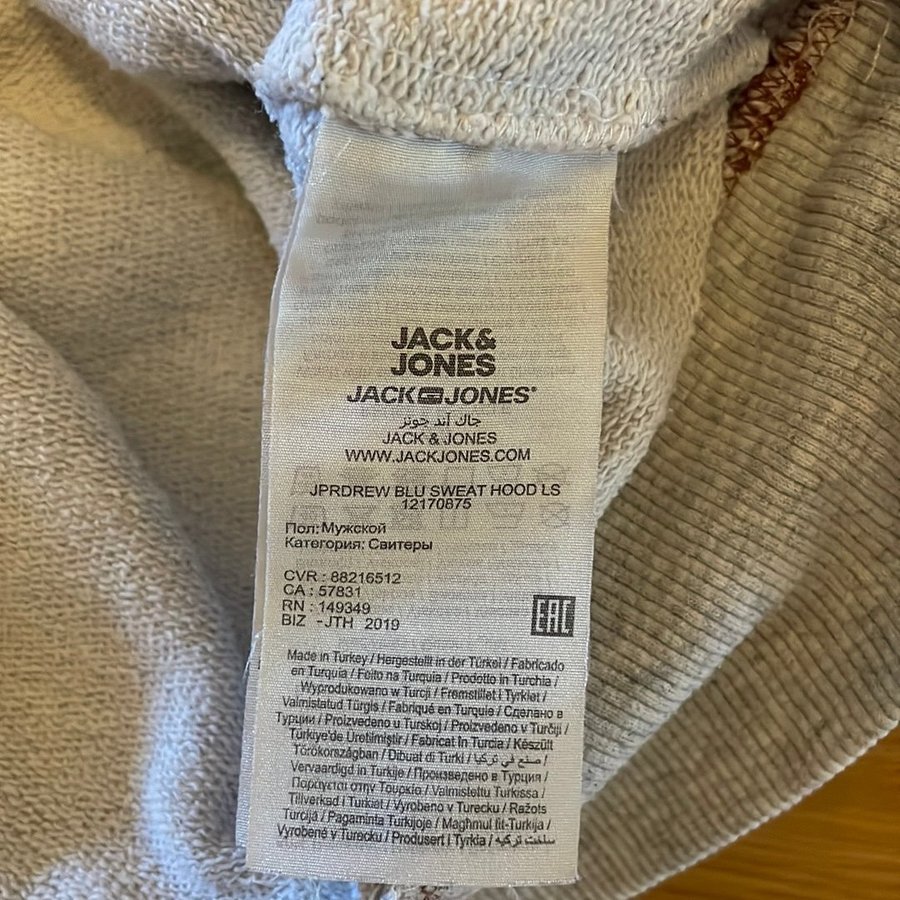 JACK&
JONES
JACK JONES®
جاك آند جونز
JACK & JONES
WWW.JACKJONES.COM
JPRDREW BLU SWEAT HOOD LS
12170875
Пол: Мужской
Категория: Свитеры
CVR : 88216512
CA : 57831
RN : 149349
BIZ -JTH 2019
EAC
Made in Turkey / Hergestellt in der Türkei / Fabricado
en Turquía / Feito na Turquia / Prodotto in Turchia /
Wyprodukowano w Turcji / Fremstillet i Tyrkiet /
Valmistatud Türgis / Fabriqué en Turquie / Сделано в
Турции / Proizvedeno u Turskoj / Proizvedeno v Turčiji /
Türkiye'de Üretilmiştir / Fabricat în Turcia / Készült
Törökországban / Dibuat di Turki / صنع في تركيا /
Vervaardigd in Turkije / Произведено в Турция /
Παράγεται στην Τουρκία / Valmistettu Turkissa /
Tillverkad i Turkiet / Vyrobeno v Turecku / Ražots
Turcijā / Pagaminta Turkijoje / Magħmul fit-Turkija /
Vyrobené v Turecku / Produsert i Tyrkia / ساخت ترکیه